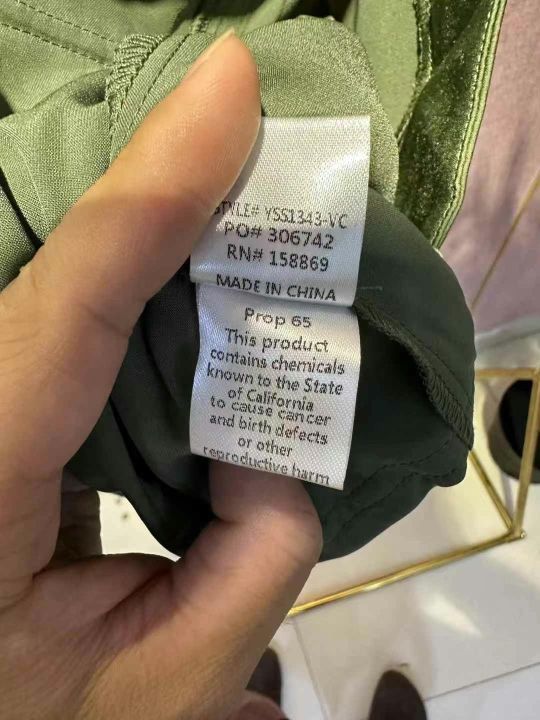 STYLE# YSS1343-VC
PO# 306742
RN# 158869
MADE IN CHINA
Prop 65
This product
contains chemicals
known to the State
of California
to cause cancer
and birth defects
or other
reproductive harm